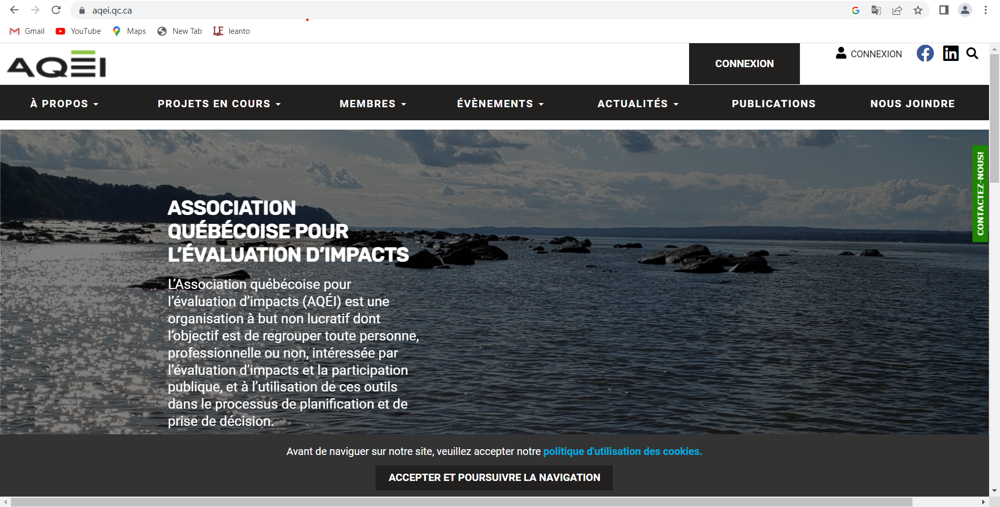 aqei.qc.ca
Gmail YouTube Maps New Tab leanto
AQÉI
CONNEXION
CONNEXION
À PROPOS PROJETS EN COURS MEMBRES ÉVÈNEMENTS ACTUALITÉS PUBLICATIONS NOUS JOINDRE
CONTACTEZ-NOUS!
ASSOCIATION
QUÉBÉCOISE POUR
L’ÉVALUATION D’IMPACTS
L’Association québécoise pour
l’évaluation d’impacts (AQÉI) est une
organisation à but non lucratif dont
l’objectif est de regrouper toute personne,
professionnelle ou non, intéressée par
l’évaluation d’impacts et la participation
publique, et à l’utilisation de ces outils
dans le processus de planification et de
prise de décision.
Avant de naviguer sur notre site, veuillez accepter notre politique d'utilisation des cookies.
ACCEPTER ET POURSUIVRE LA NAVIGATION